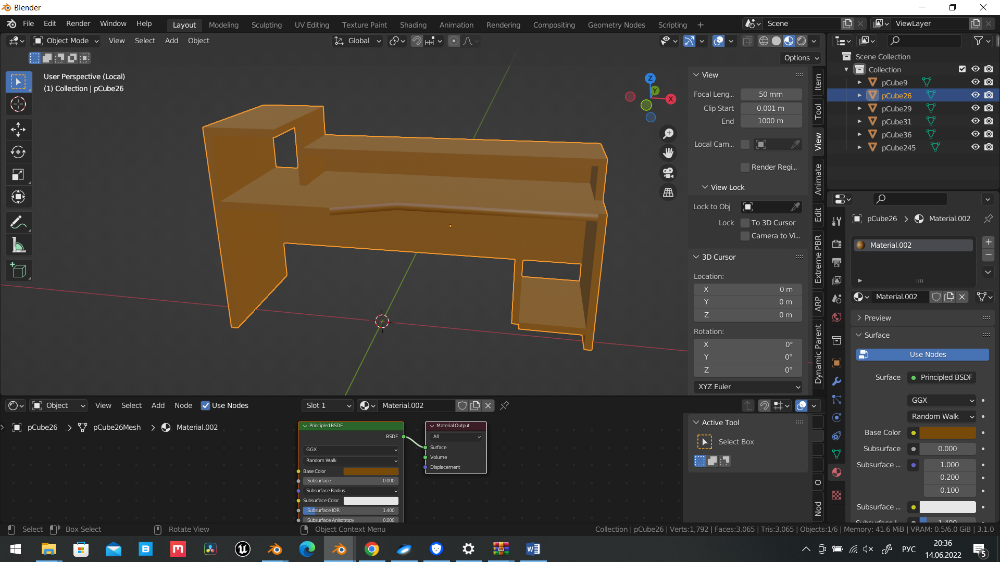 Blender
File Edit Render Window Help
Layout Modeling Sculpting UV Editing Texture Paint Shading Animation Rendering Compositing Geometry Nodes Scripting +
Scene
ViewLayer
Object Mode View Select Add Object
Global
Options
User Perspective (Local)
(1) Collection | pCube26
Z
Y
X
View
Focal Leng... 50 mm
Clip Start 0.001 m
End 1000 m
Local Cam...
Render Regi...
View Lock
Lock to Obj
Lock To 3D Cursor
Camera to Vi...
3D Cursor
Location:
X 0 m
Y 0 m
Z 0 m
Rotation:
X 0°
Y 0°
Z 0°
XYZ Euler
Item
Tool
View
Animate
Edit
Extreme PBR
ARP
Dynamic Parent
Scene Collection
Collection
pCube9
pCube26
pCube29
pCube31
pCube36
pCube245
pCube26 > Material.002
Material.002
Material.002
Preview
Surface
Use Nodes
Surface Principled BSDF
GGX
Random Walk
Base Color
Subsurface 0.000
Subsurface ... 1.000
0.200
0.100
Subsurface ...
Object View Select Add Node Use Nodes
Slot 1
Material.002
pCube26 > pCube26Mesh > Material.002
Principled BSDF
BSDF
GGX
Random Walk
Base Color
Subsurface 0.000
Subsurface Radius
Subsurface Color
Subsurface IOR 1.400
Subsurface Anisotropy 0.000
Material Output
All
Surface
Volume
Displacement
Active Tool
Select Box
O
Nod
Select Box Select Rotate View Object Context Menu
Collection | pCube26 | Verts:1,792 | Faces:3,065 | Tris:3,065 | Objects:1/6 | Memory: 41.6 MiB | VRAM: 0.5/6.0 GiB | 3.1.0
РУС
20:36
14.06.2022
5